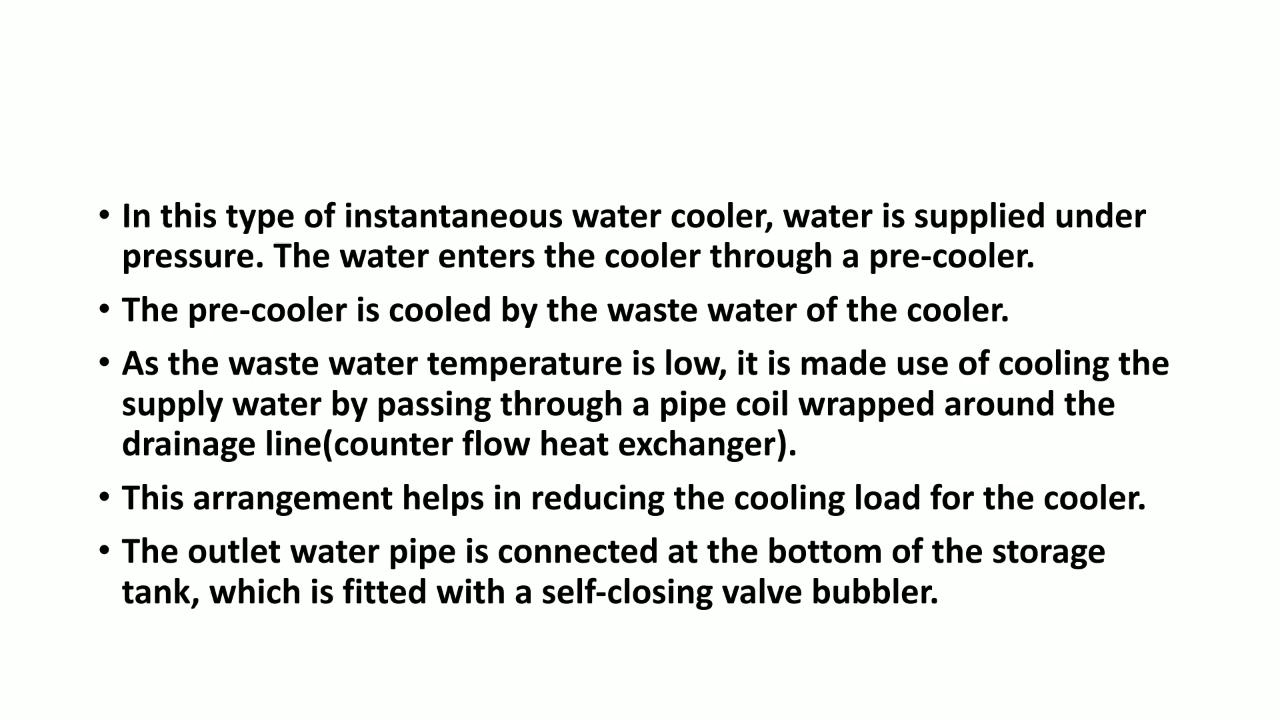 • In this type of instantaneous water cooler, water is supplied under
pressure. The water enters the cooler through a pre-cooler.
• The pre-cooler is cooled by the waste water of the cooler.
• As the waste water temperature is low, it is made use of cooling the
supply water by passing through a pipe coil wrapped around the
drainage line(counter flow heat exchanger).
• This arrangement helps in reducing the cooling load for the cooler.
• The outlet water pipe is connected at the bottom of the storage
tank, which is fitted with a self-closing valve bubbler.